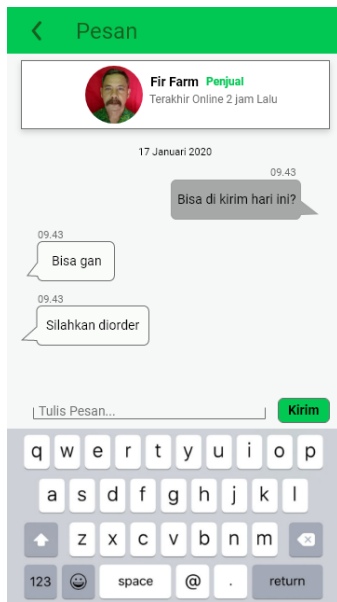 Pesan
Fir Farm Penjual
Terakhir Online 2 jam Lalu
17 Januari 2020
09.43
Bisa di kirim hari ini?
09.43
Bisa gan
09.43
Silahkan diorder
Tulis Pesan...
Kirim
q w e r t y u i o p
a s d f g h j k l
z x c v b n m
123 space @ . return